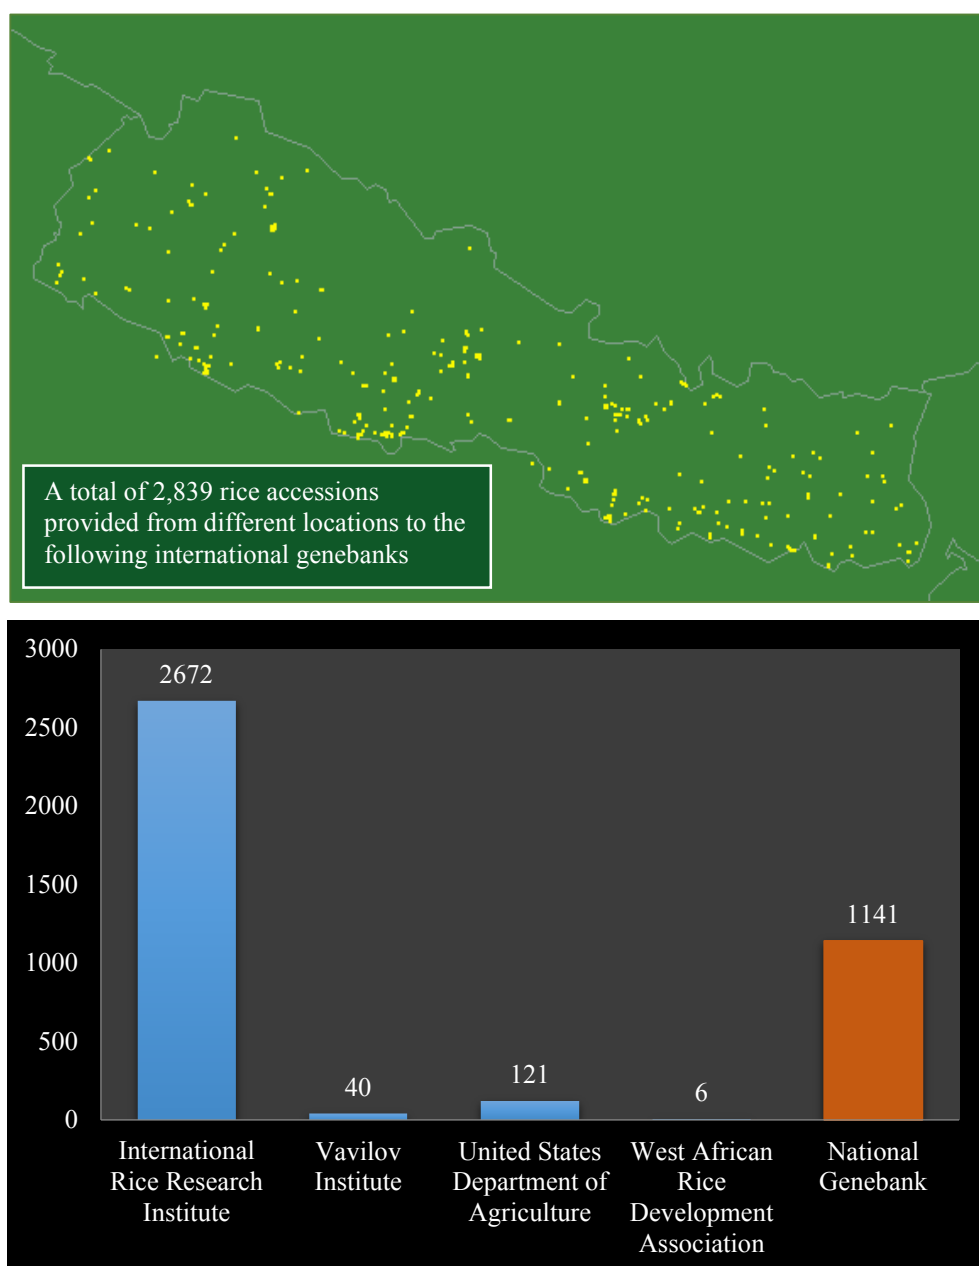 A total of 2,839 rice accessions
provided from different locations to the
following international genebanks
3000
2500
2000
1500
1000
500
0
2672
40
121
6
1141
International
Rice Research
Institute
Vavilov
Institute
United States
Department of
Agriculture
West African
Rice
Development
Association
National
Genebank